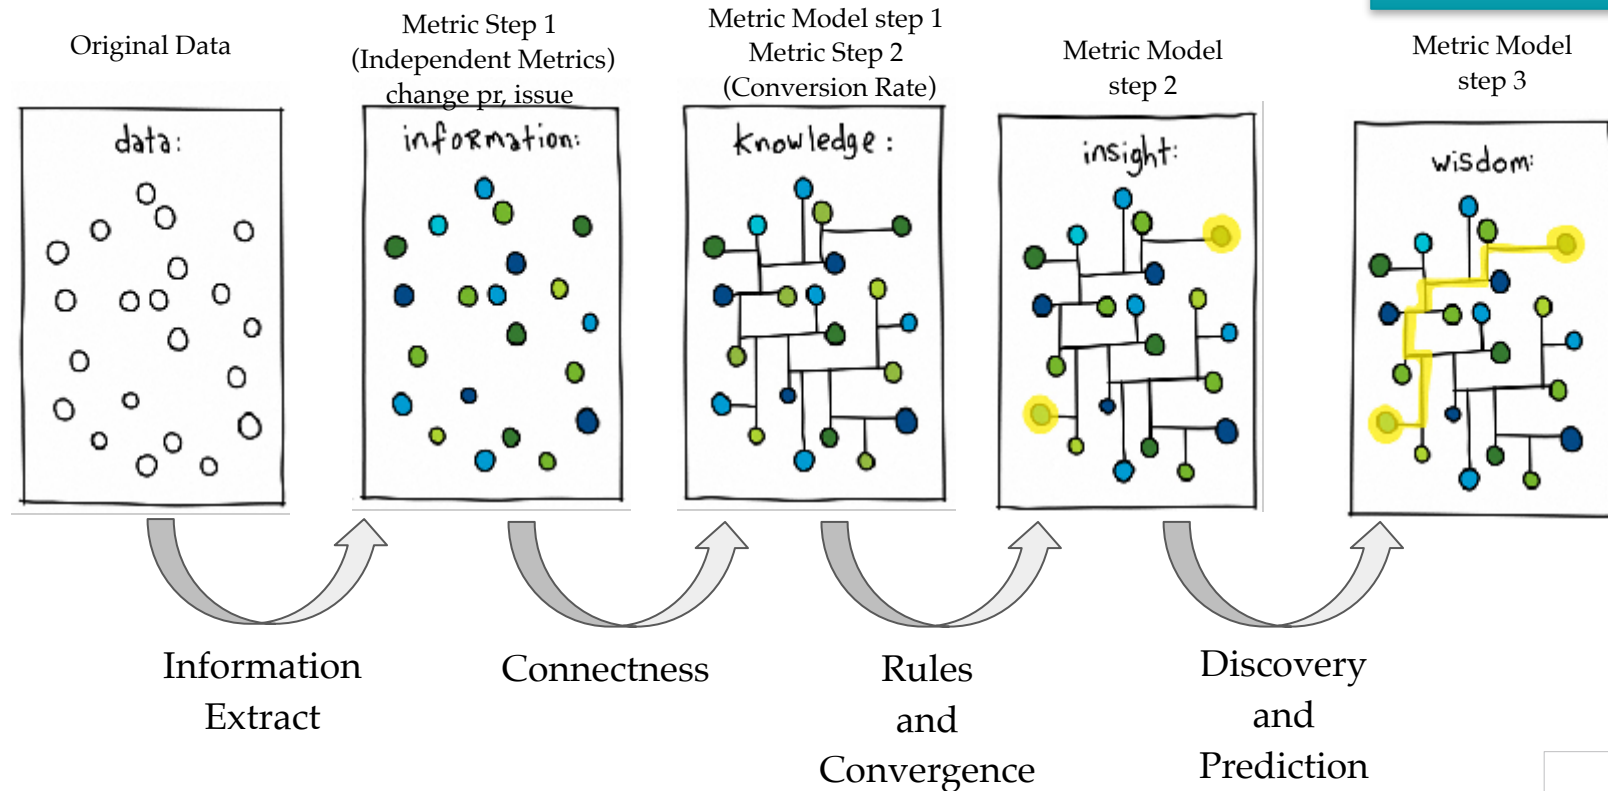 Original Data
Metric Step 1
(Independent Metrics)
change pr, issue
Metric Model step 1
Metric Step 2
(Conversion Rate)
Metric Model
step 2
Metric Model
step 3
data:
information:
knowledge:
insight:
wisdom:
Information
Extract
Connectness
Rules
and
Convergence
Discovery
and
Prediction